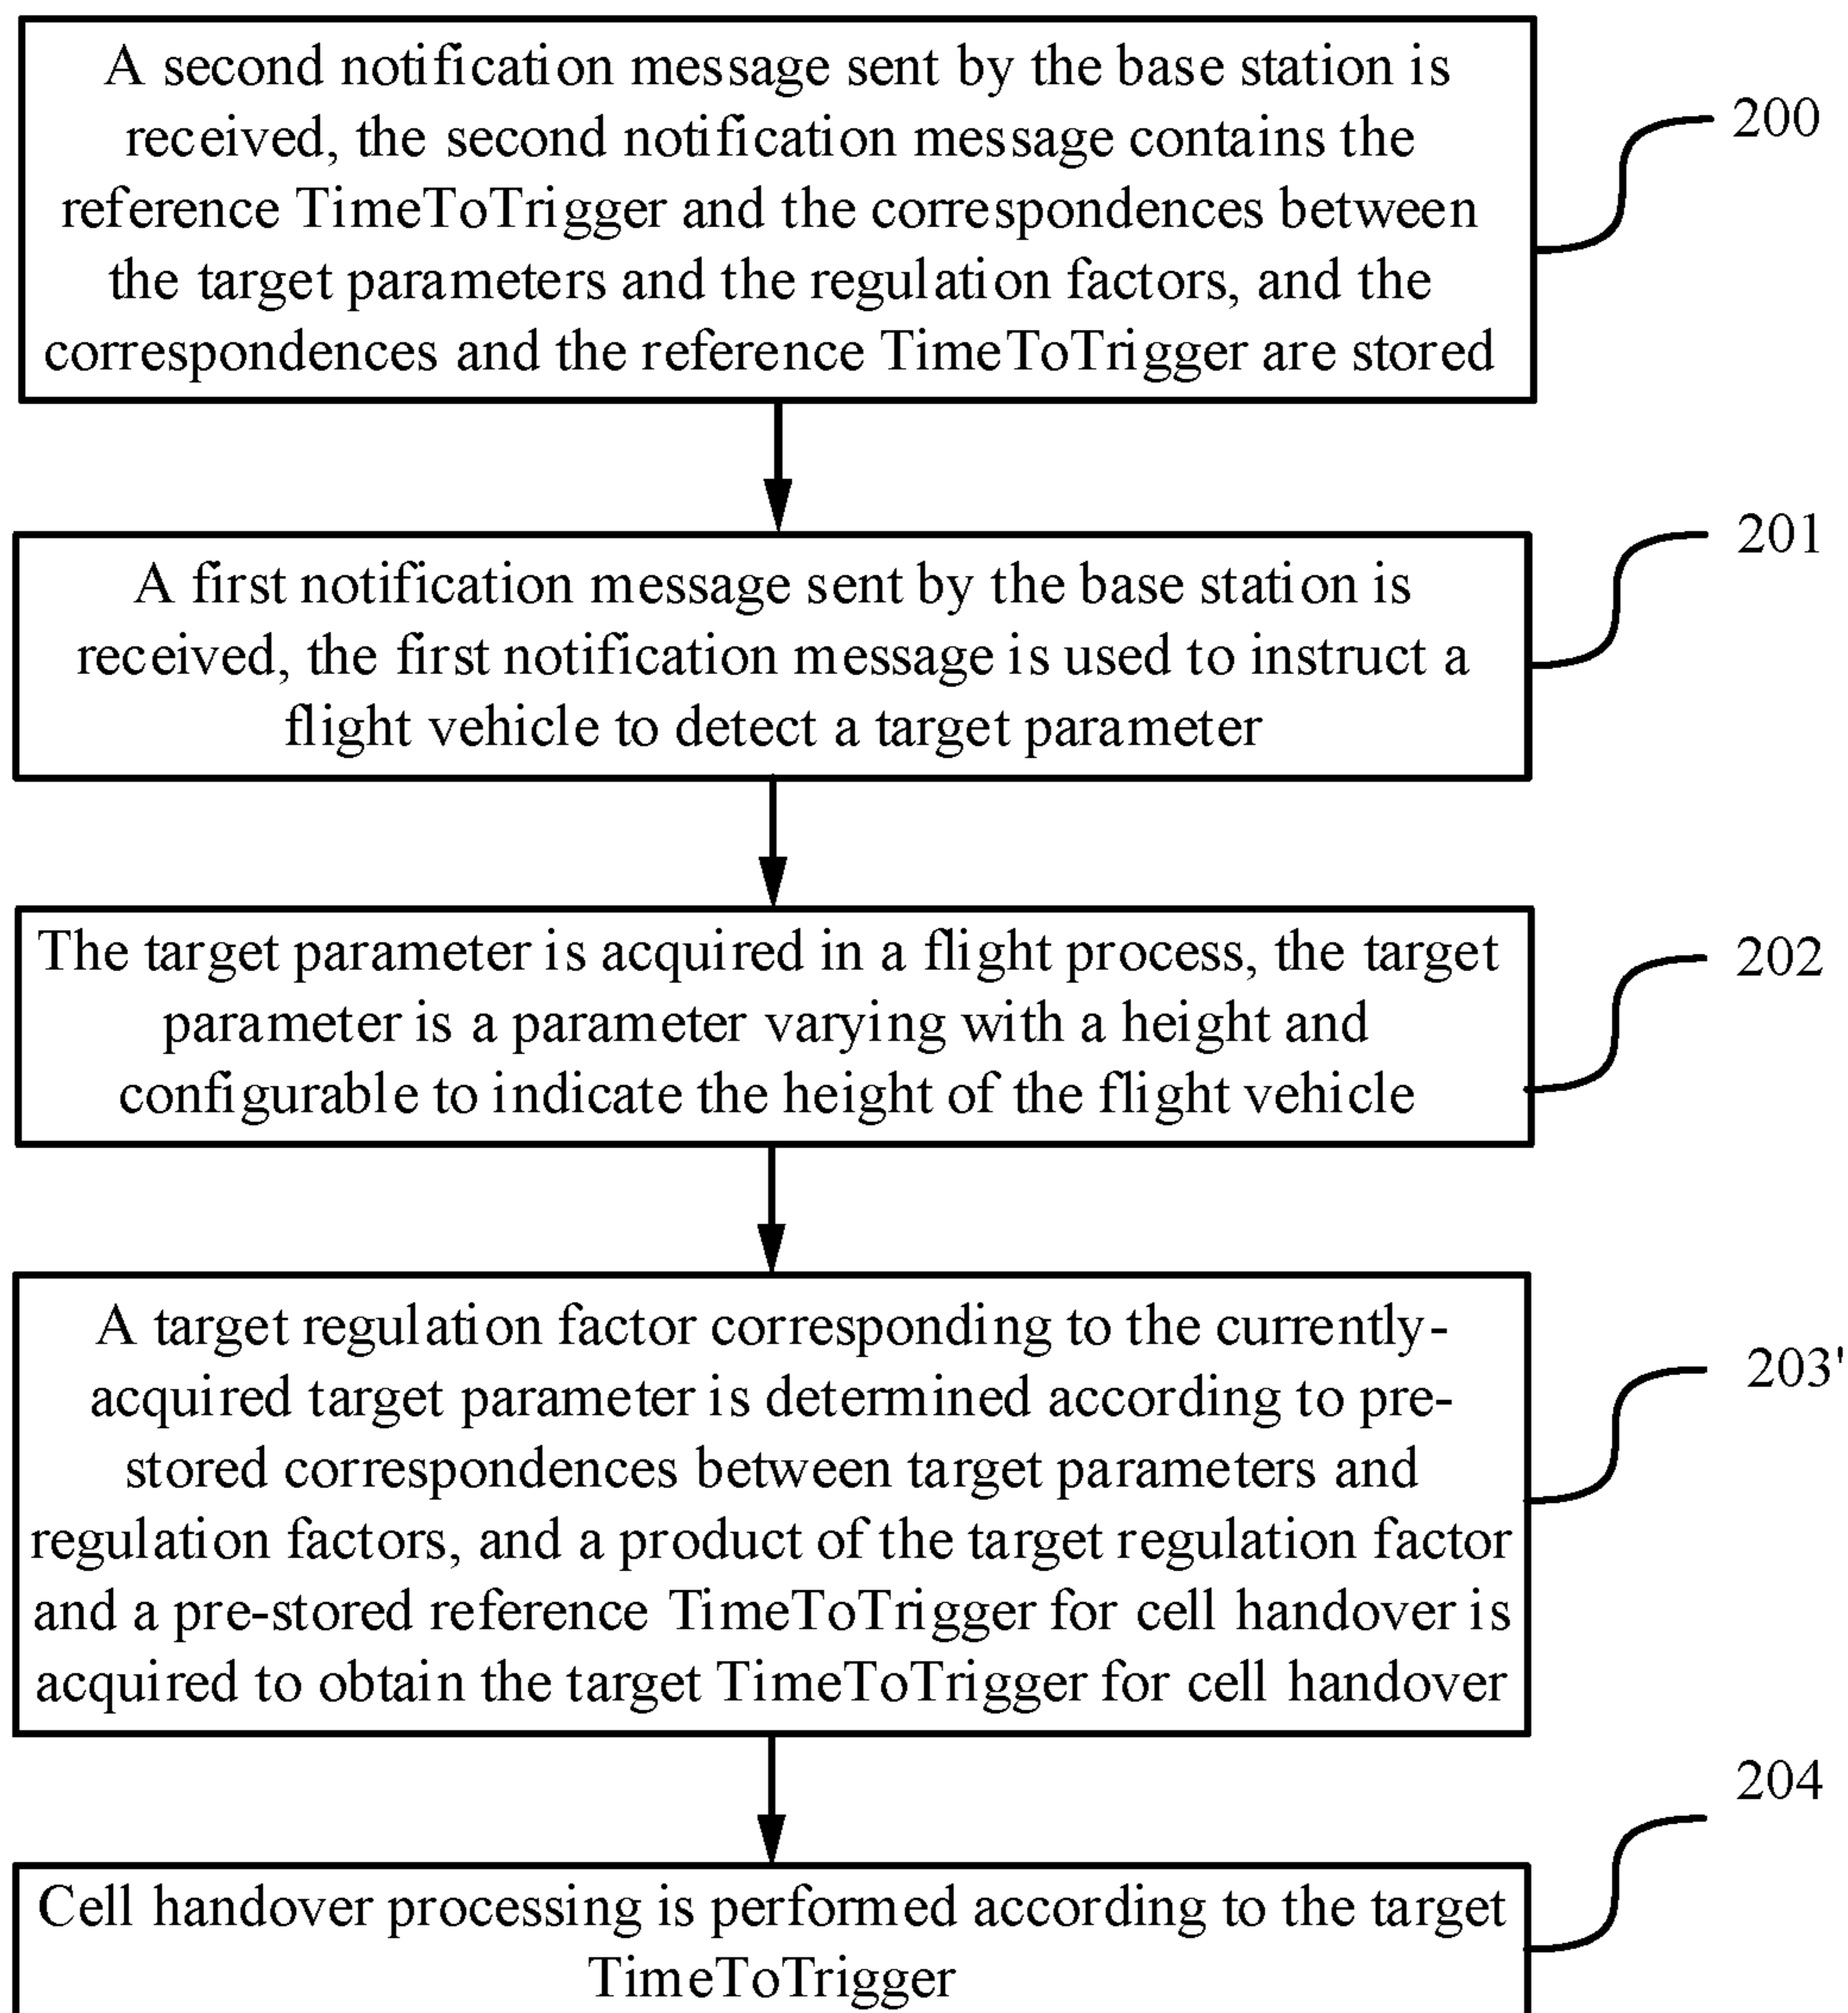 A second notification message sent by the base station is
received, the second notification message contains the
reference TimeToTrigger and the correspondences between
the target parameters and the regulation factors, and the
correspondences and the reference TimeToTrigger are stored
200
A first notification message sent by the base station is
received, the first notification message is used to instruct a
flight vehicle to detect a target parameter
201
The target parameter is acquired in a flight process, the target
parameter is a parameter varying with a height and
configurable to indicate the height of the flight vehicle
202
A target regulation factor corresponding to the currently-
acquired target parameter is determined according to pre-
stored correspondences between target parameters and
regulation factors, and a product of the target regulation factor
and a pre-stored reference TimeToTrigger for cell handover is
acquired to obtain the target TimeToTrigger for cell handover
203'
Cell handover processing is performed according to the target
TimeToTrigger
204